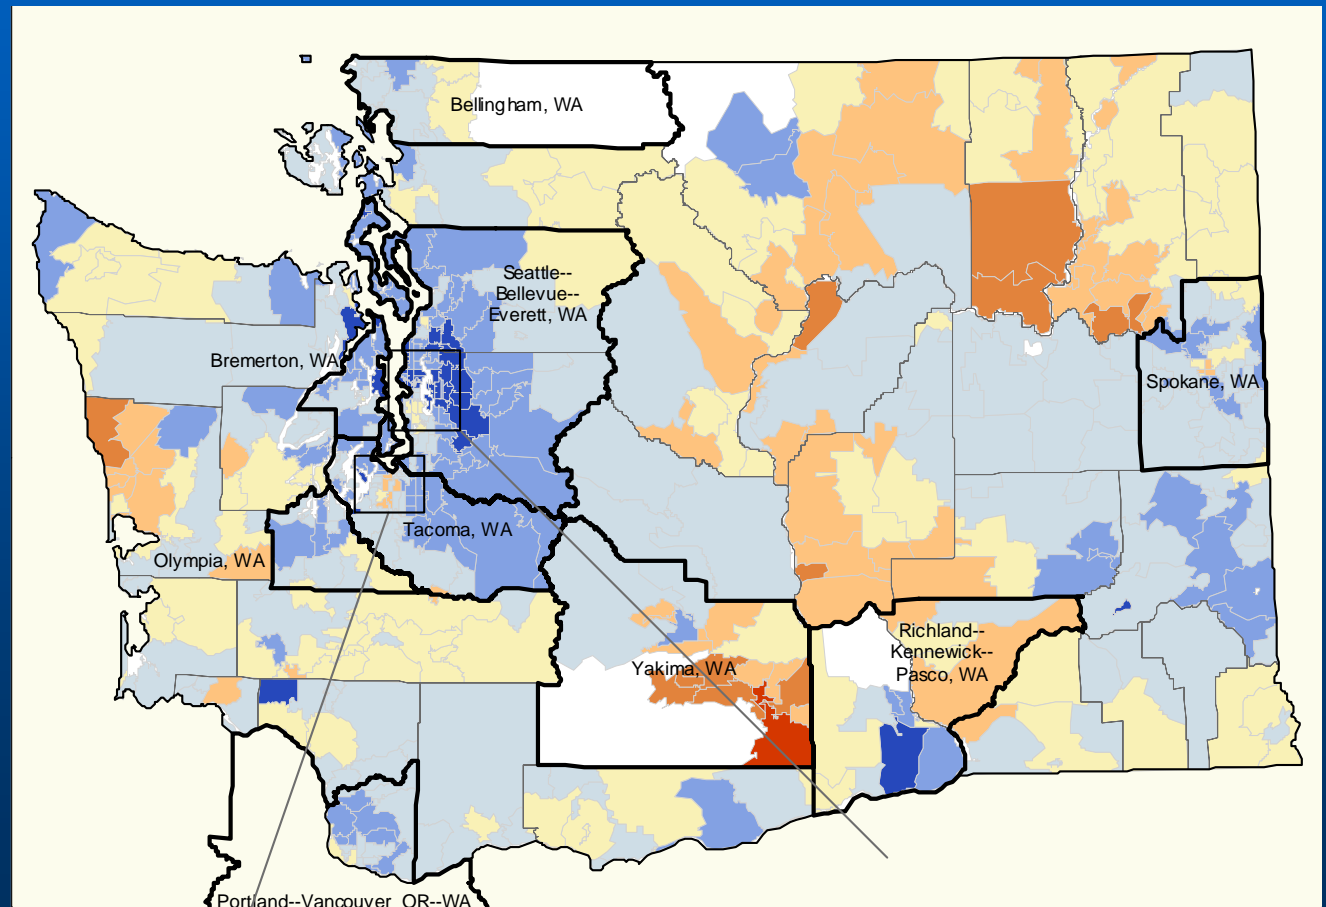 Bellingham, WA
Seattle--
Bellevue--
Everett, WA
Bremerton, WA
Spokane, WA
Tacoma, WA
Olympia, WA
Richland--
Kennewick--
Pasco, WA
Yakima, WA
Portland--Vancouver OR--WA